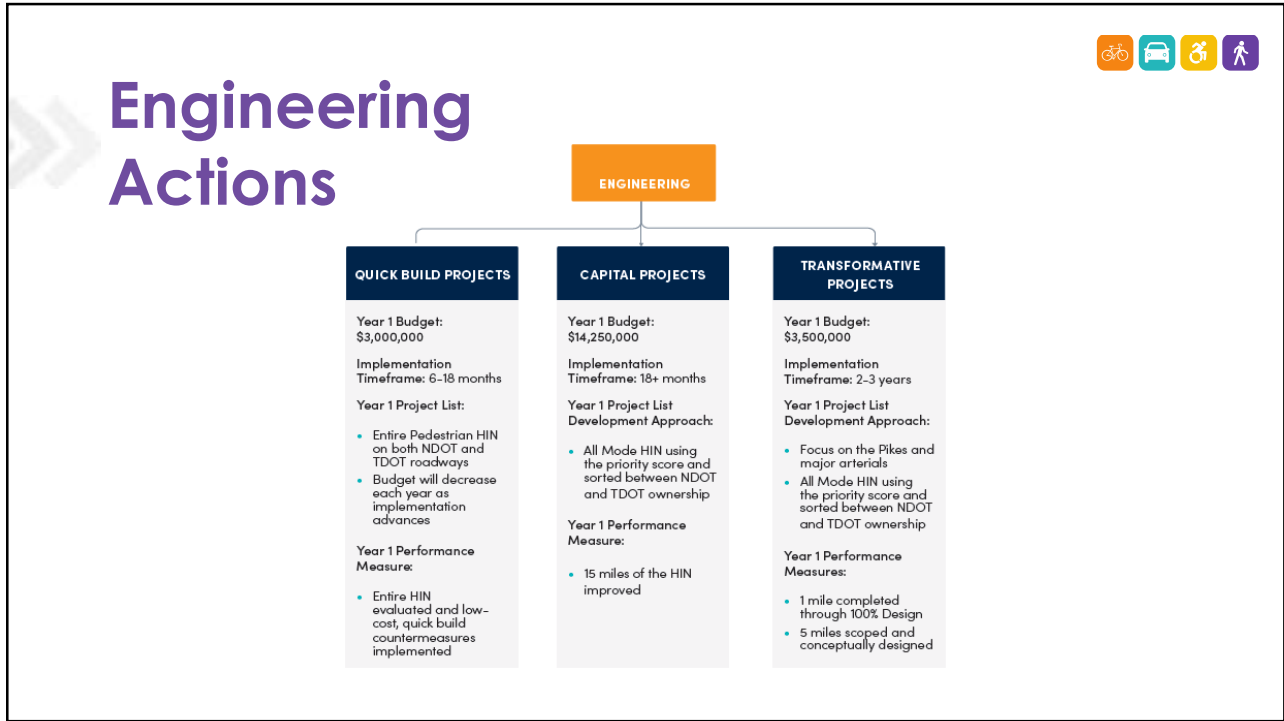 Engineering
Actions
ENGINEERING
QUICK BUILD PROJECTS
Year 1 Budget:
$3,000,000
Implementation
Timeframe: 6-18 months
Year 1 Project List:
• Entire Pedestrian HIN
on both NDOT and
TDOT roadways
• Budget will decrease
each year as
implementation
advances
Year 1 Performance
Measure:
• Entire HIN
evaluated and low-
cost, quick build
countermeasures
implemented
CAPITAL PROJECTS
Year 1 Budget:
$14,250,000
Implementation
Timeframe: 18+ months
Year 1 Project List
Development Approach:
• All Mode HIN using
the priority score and
sorted between NDOT
and TDOT ownership
Year 1 Performance
Measure:
• 15 miles of the HIN
improved
TRANSFORMATIVE
PROJECTS
Year 1 Budget:
$3,500,000
Implementation
Timeframe: 2-3 years
Year 1 Project List
Development Approach:
• Focus on the Pikes and
major arterials
• All Mode HIN using
the priority score and
sorted between NDOT
and TDOT ownership
Year 1 Performance
Measures:
• 1 mile completed
through 100% Design
• 5 miles scoped and
conceptually designed